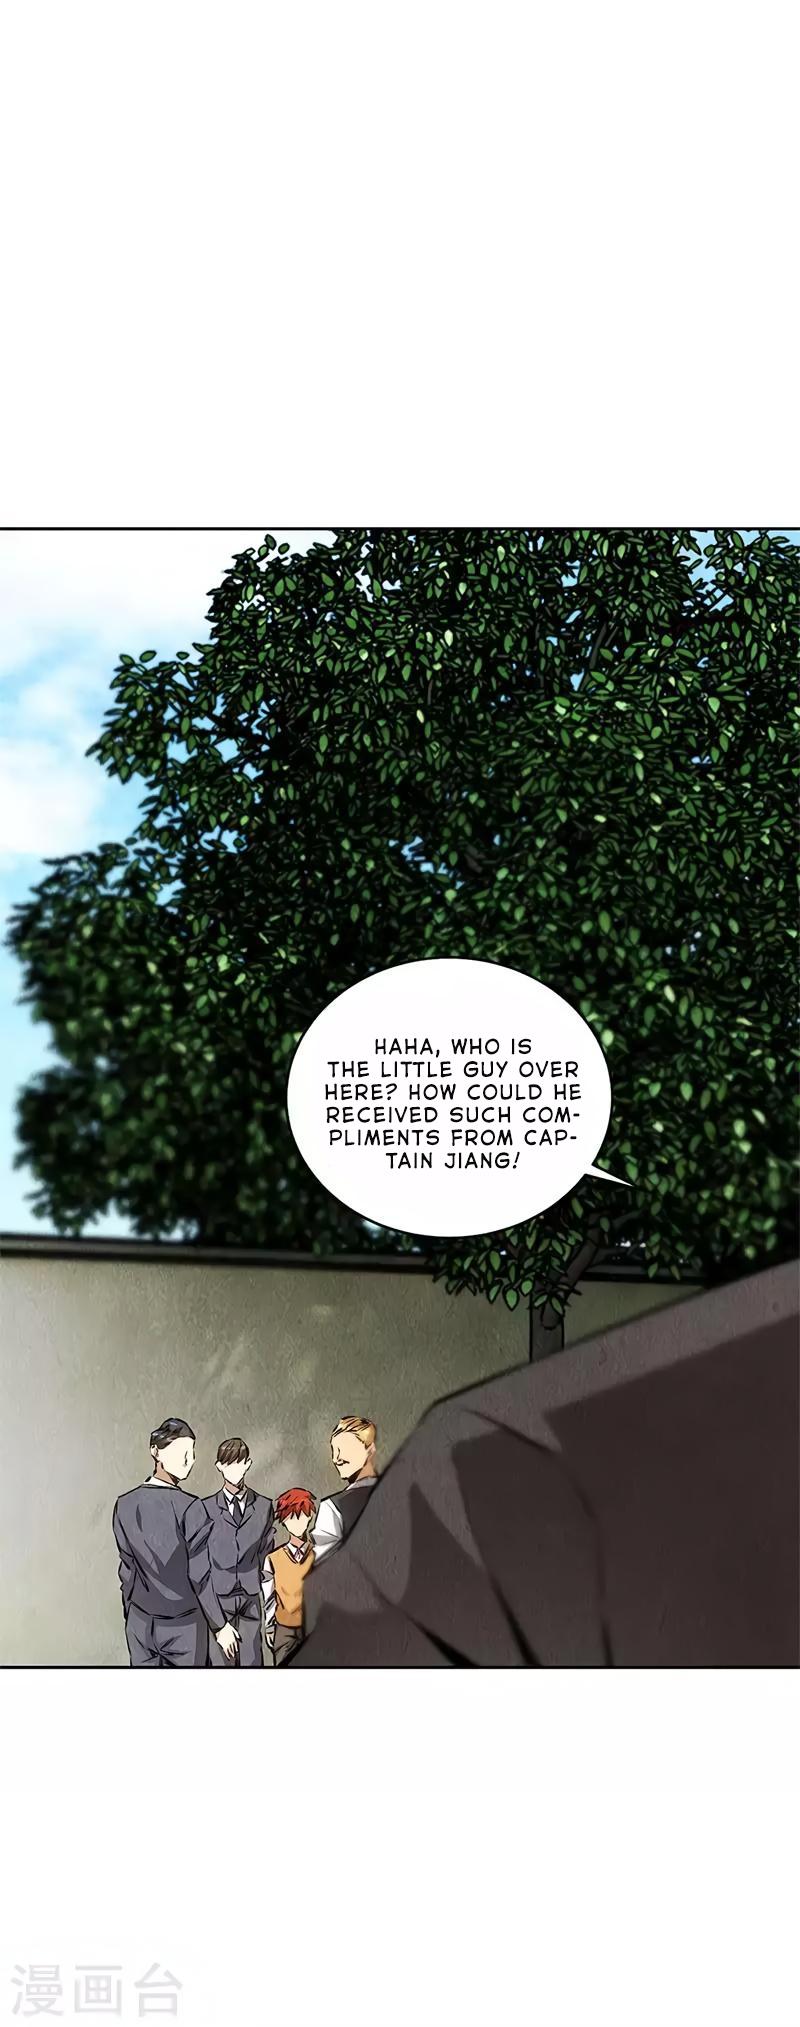 HAHA, WHO IS
THE LITTLE GUY OVER
HERE? HOW COULD HE
RECEIVED SUCH COM-
PLIMENTS FROM CAP-
TAIN JIANG!
漫画台